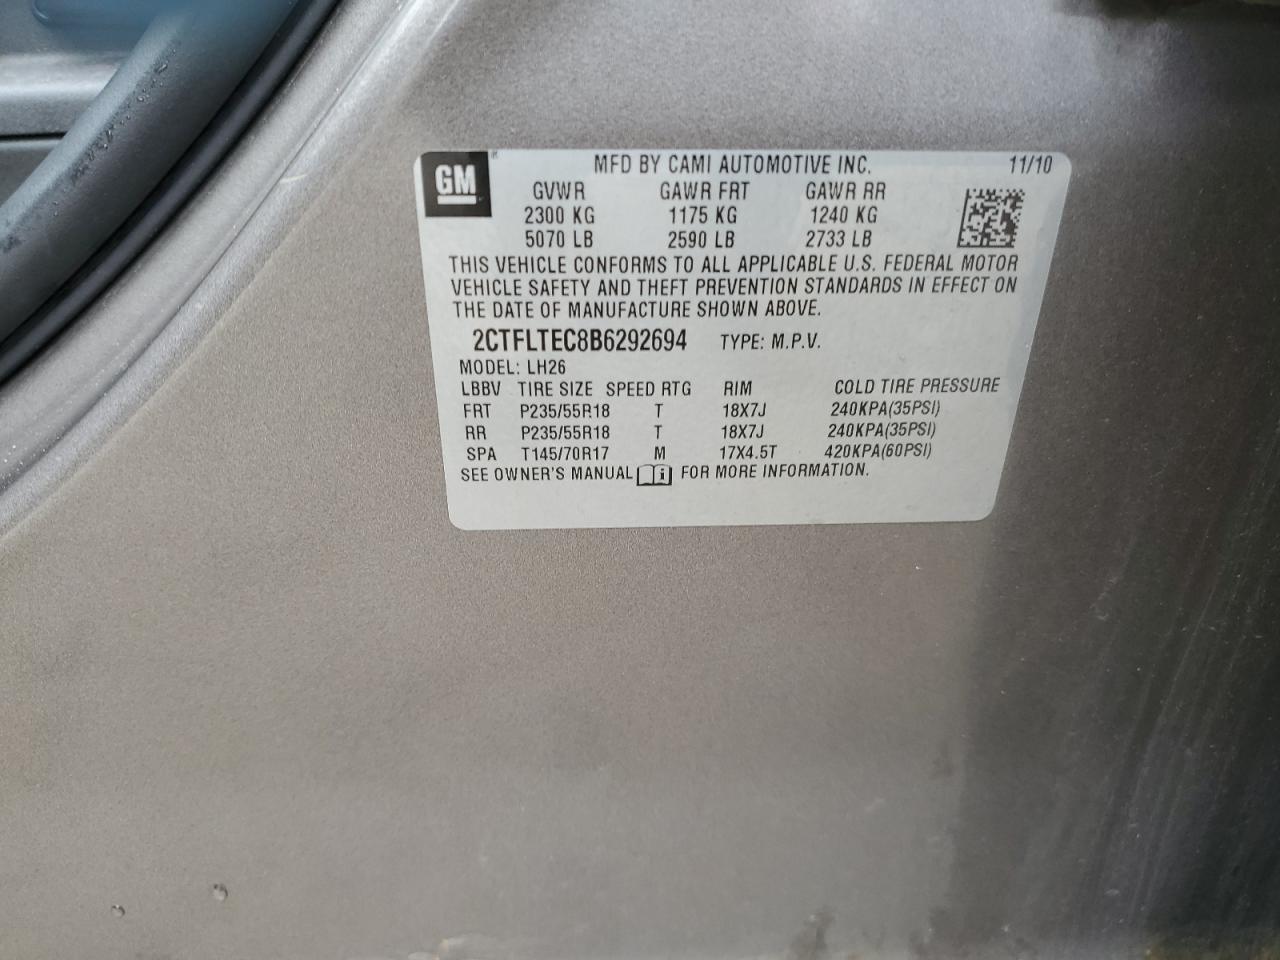 GM MFD BY CAMI AUTOMOTIVE INC. 11/10
GVWR GAWR FRT GAWR RR
2300 KG 1175 KG 1240 KG
5070 LB 2590 LB 2733 LB
THIS VEHICLE CONFORMS TO ALL APPLICABLE U.S. FEDERAL MOTOR
VEHICLE SAFETY AND THEFT PREVENTION STANDARDS IN EFFECT ON
THE DATE OF MANUFACTURE SHOWN ABOVE.
2CTFLTEC8B6292694 TYPE: M.P.V.
MODEL: LH26
LBBV TIRE SIZE SPEED RTG RIM COLD TIRE PRESSURE
FRT P235/55R18 T 18X7J 240KPA(35PSI)
RR P235/55R18 T 18X7J 240KPA(35PSI)
SPA T145/70R17 M 17X4.5T 420KPA(60PSI)
SEE OWNER'S MANUAL i FOR MORE INFORMATION.